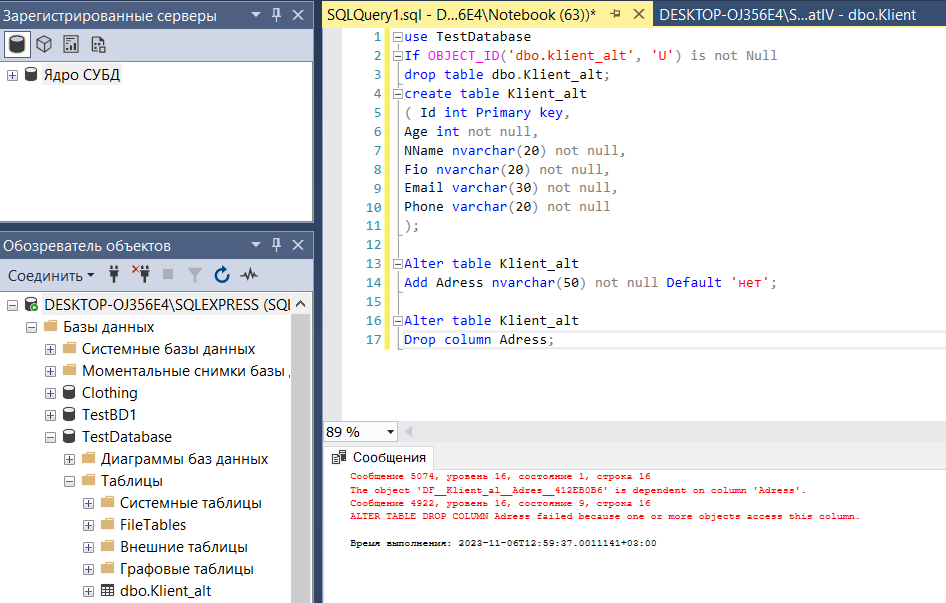 Зарегистрированные серверы
Ядро СУБД
Обозреватель объектов
Соединить
DESKTOP-OJ356E4\SQLEXPRESS (SQL
Базы данных
Системные базы данных
Моментальные снимки базы
Clothing
TestBD1
TestDatabase
Диаграммы баз данных
Таблицы
Системные таблицы
FileTables
Внешние таблицы
Графовые таблицы
dbo.Klient_alt
SQLQuery1.sql - D...6E4\Notebook (63))*
DESKTOP-OJ356E4\S...atIV - dbo.Klient
1 use TestDatabase
2 If OBJECT_ID('dbo.klient_alt', 'U') is not Null
3 drop table dbo.Klient_alt;
4 create table Klient_alt
5 ( Id int Primary key,
6 Age int not null,
7 NName nvarchar(20) not null,
8 Fio nvarchar(20) not null,
9 Email varchar(30) not null,
10 Phone varchar(20) not null
11 );
12
13 Alter table Klient_alt
14 Add Adress nvarchar(50) not null Default 'нет';
15
16 Alter table Klient_alt
17 Drop column Adress;
89 %
Сообщения
Сообщение 5074, уровень 16, состояние 1, строка 16
The object 'DF__Klient_al__Adres__412EB0B6' is dependent on column 'Adress'.
Сообщение 4922, уровень 16, состояние 9, строка 16
ALTER TABLE DROP COLUMN Adress failed because one or more objects access this column.
Время выполнения: 2023-11-06T12:59:37.0011141+03:00